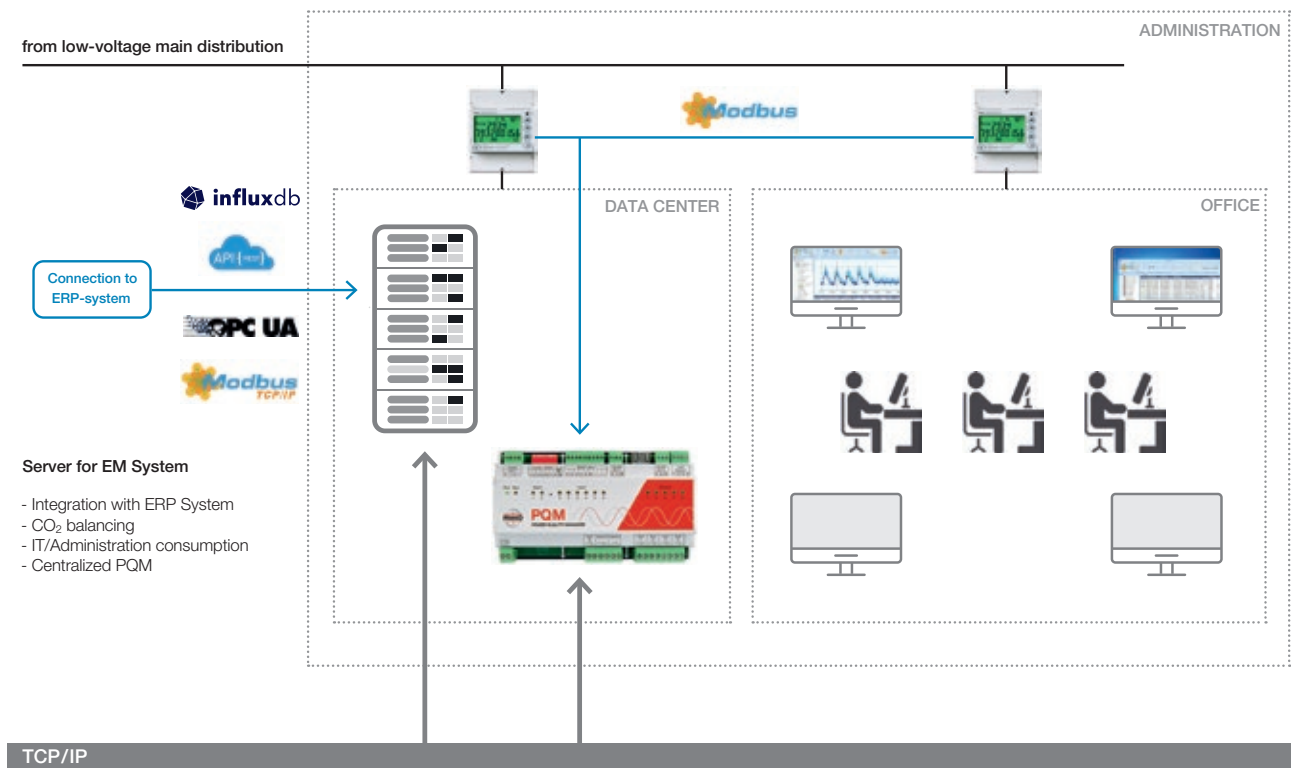 ADMINISTRATION
from low-voltage main distribution
Modbus
influxdb
DATA CENTER
OFFICE
API
Connection to
ERP-system
OPC UA
Modbus
TCP/IP
Server for EM System
- Integration with ERP System
- CO₂ balancing
- IT/Administration consumption
- Centralized PQM
PQM
TCP/IP